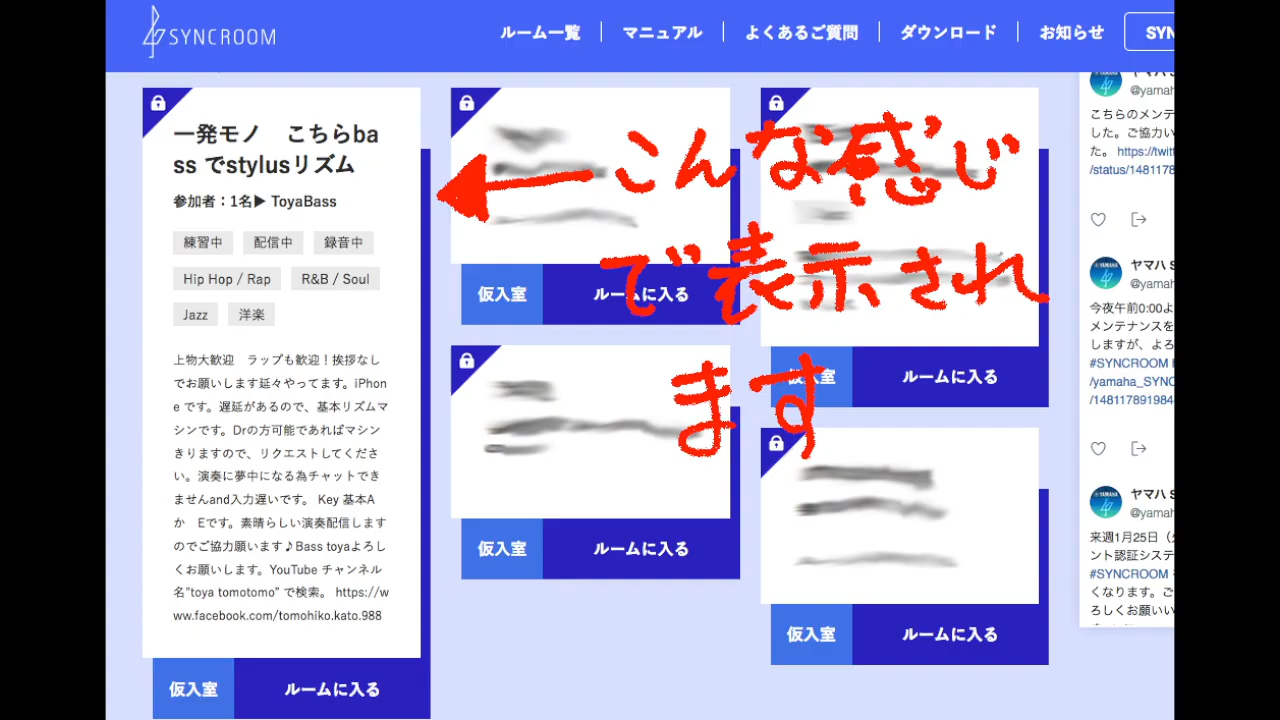 SYNCROOM
ルーム一覧
マニュアル
よくあるご質問
ダウンロード
お知らせ
SYN
一発モノ　こちらba
ss でstylusリズム
参加者：1名▶ ToyaBass
練習中
配信中
録音中
Hip Hop / Rap
R&B / Soul
Jazz
洋楽
上物大歓迎　ラップも歓迎！挨拶なし
でお願いします延々やってます。iPhon
e です。遅延があるので、基本リズムマ
シンです。Drの方可能であればマシン
きりますので、リクエストしてくださ
い。演奏に夢中になる為チャットでき
ませんand入力遅いです。 Key 基本A
か　Eです。素晴らしい演奏配信します
のでご協力願います♪Bass toyaよろし
くお願いします。YouTube チャンネル
名"toya tomotomo" で検索。 https://w
ww.facebook.com/tomohiko.kato.988
仮入室
ルームに入る
こんな感じ
で表示され
ます
仮入室
ルームに入る
仮入室
ルームに入る
ルームに入る
仮入室
ルームに入る
ヤマハ S
@yamah
こちらのメンテ
した。ご協力い
た。 https://twitt
/status/1481178
ヤマハ S
@yamah
今夜午前0:00よ
メンテナンスを
しますが、よろ
#SYNCROOM
/yamaha_SYNC
/148117891984
ヤマハ S
@yamah
来週1月25日
ント認証システ
#SYNCROOM
くなります。ご
ろしくお願いい